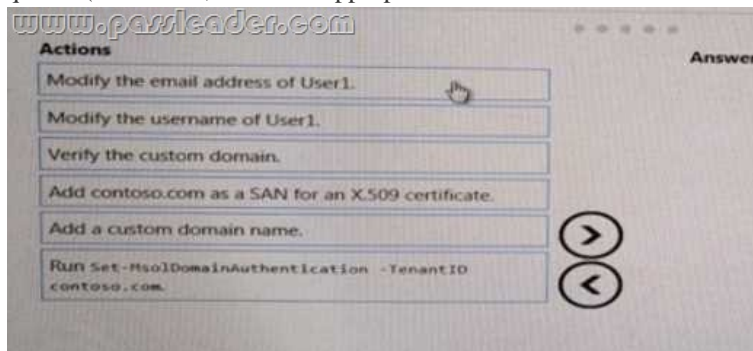 www.passleader.com
Actions
Answer
Modify the email address of User1.
Modify the username of User1.
Verify the custom domain.
Add contoso.com as a SAN for an X.509 certificate.
Add a custom domain name.
Run Set-MsolDomainAuthentication -TenantID
contoso.com.